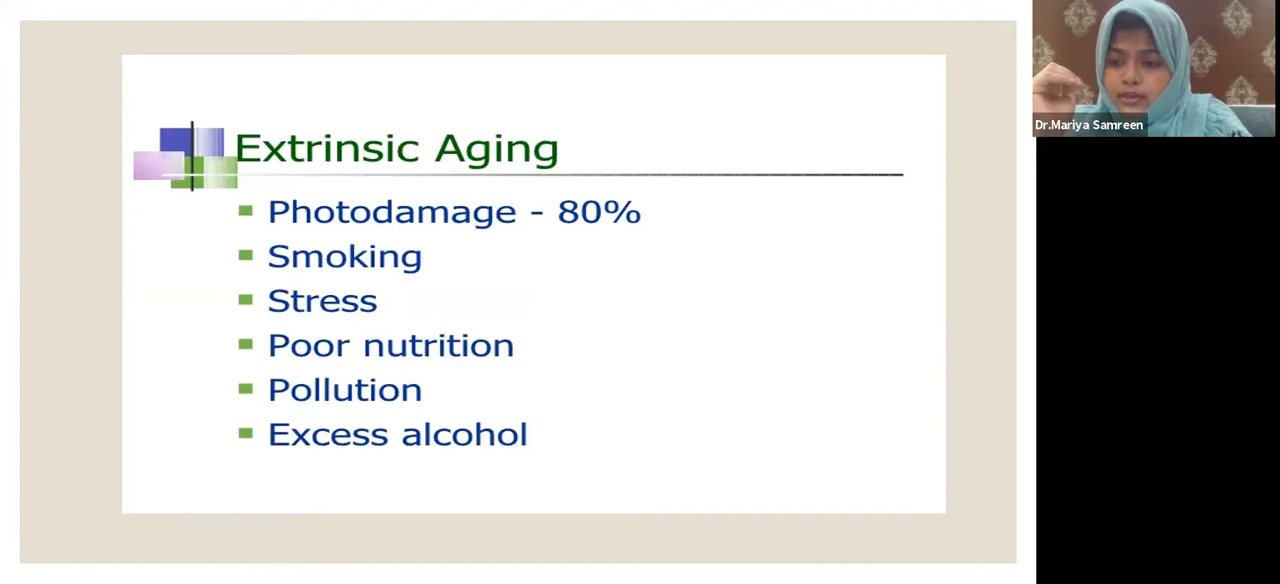 Extrinsic Aging
Photodamage - 80%
Smoking
Stress
Poor nutrition
Pollution
Excess alcohol
Dr.Mariya Samreen